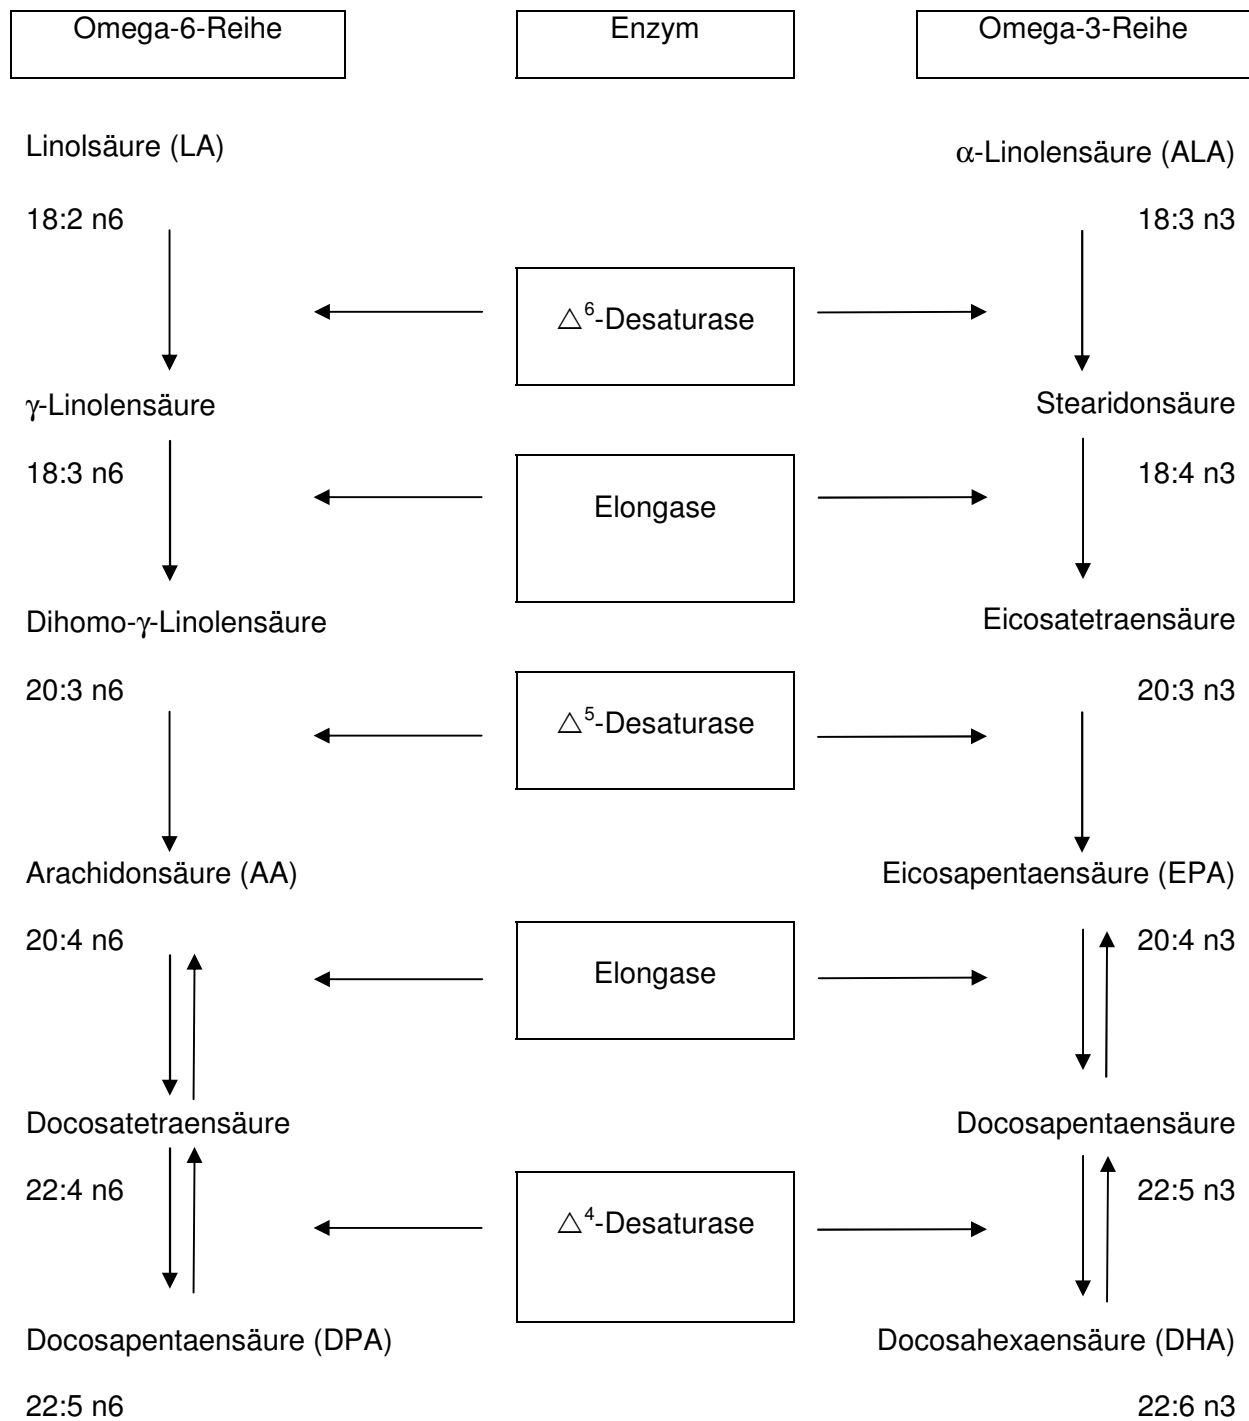 Omega-6-Reihe
Enzym
Omega-3-Reihe
Linolsäure (LA)
α-Linolensäure (ALA)
18:2 n6
18:3 n3
△⁶-Desaturase
γ-Linolensäure
Stearidonsäure
18:3 n6
18:4 n3
Elongase
Dihomo-γ-Linolensäure
Eicosatetraensäure
20:3 n6
20:3 n3
△⁵-Desaturase
Arachidonsäure (AA)
Eicosapentaensäure (EPA)
20:4 n6
20:4 n3
Elongase
Docosatetraensäure
Docosapentaensäure
22:4 n6
22:5 n3
△⁴-Desaturase
Docosapentaensäure (DPA)
Docosahexaensäure (DHA)
22:5 n6
22:6 n3